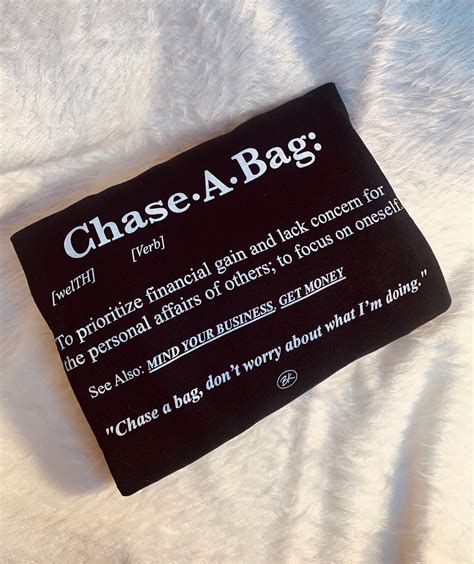 Chase·A·Bag:
[welTH] [Verb]
To prioritize financial gain and lack concern for
the personal affairs of others; to focus on oneself.
See Also: MIND YOUR BUSINESS, GET MONEY
"Chase a bag, don't worry about what I'm doing."
BK